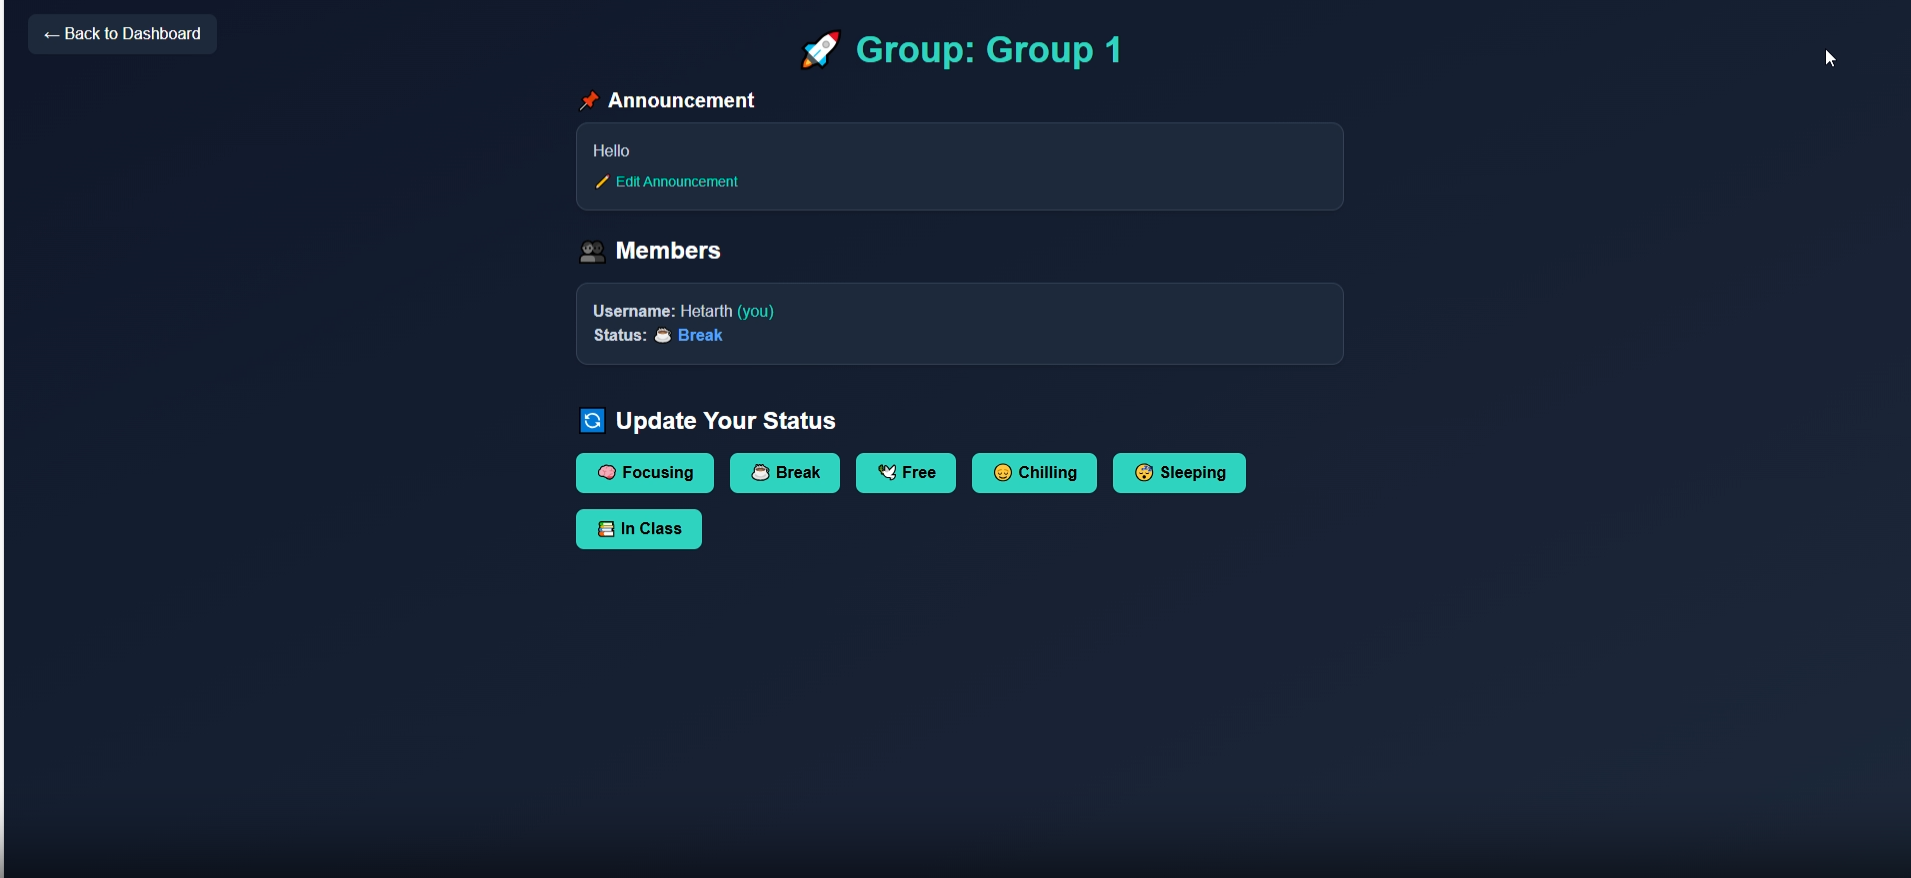 ← Back to Dashboard
🚀 Group: Group 1
📌 Announcement
Hello
✏️ Edit Announcement
👥 Members
Username: Hetarth (you)
Status: ☕ Break
🔄 Update Your Status
🧠 Focusing
☕ Break
🕊️ Free
😌 Chilling
😴 Sleeping
📚 In Class